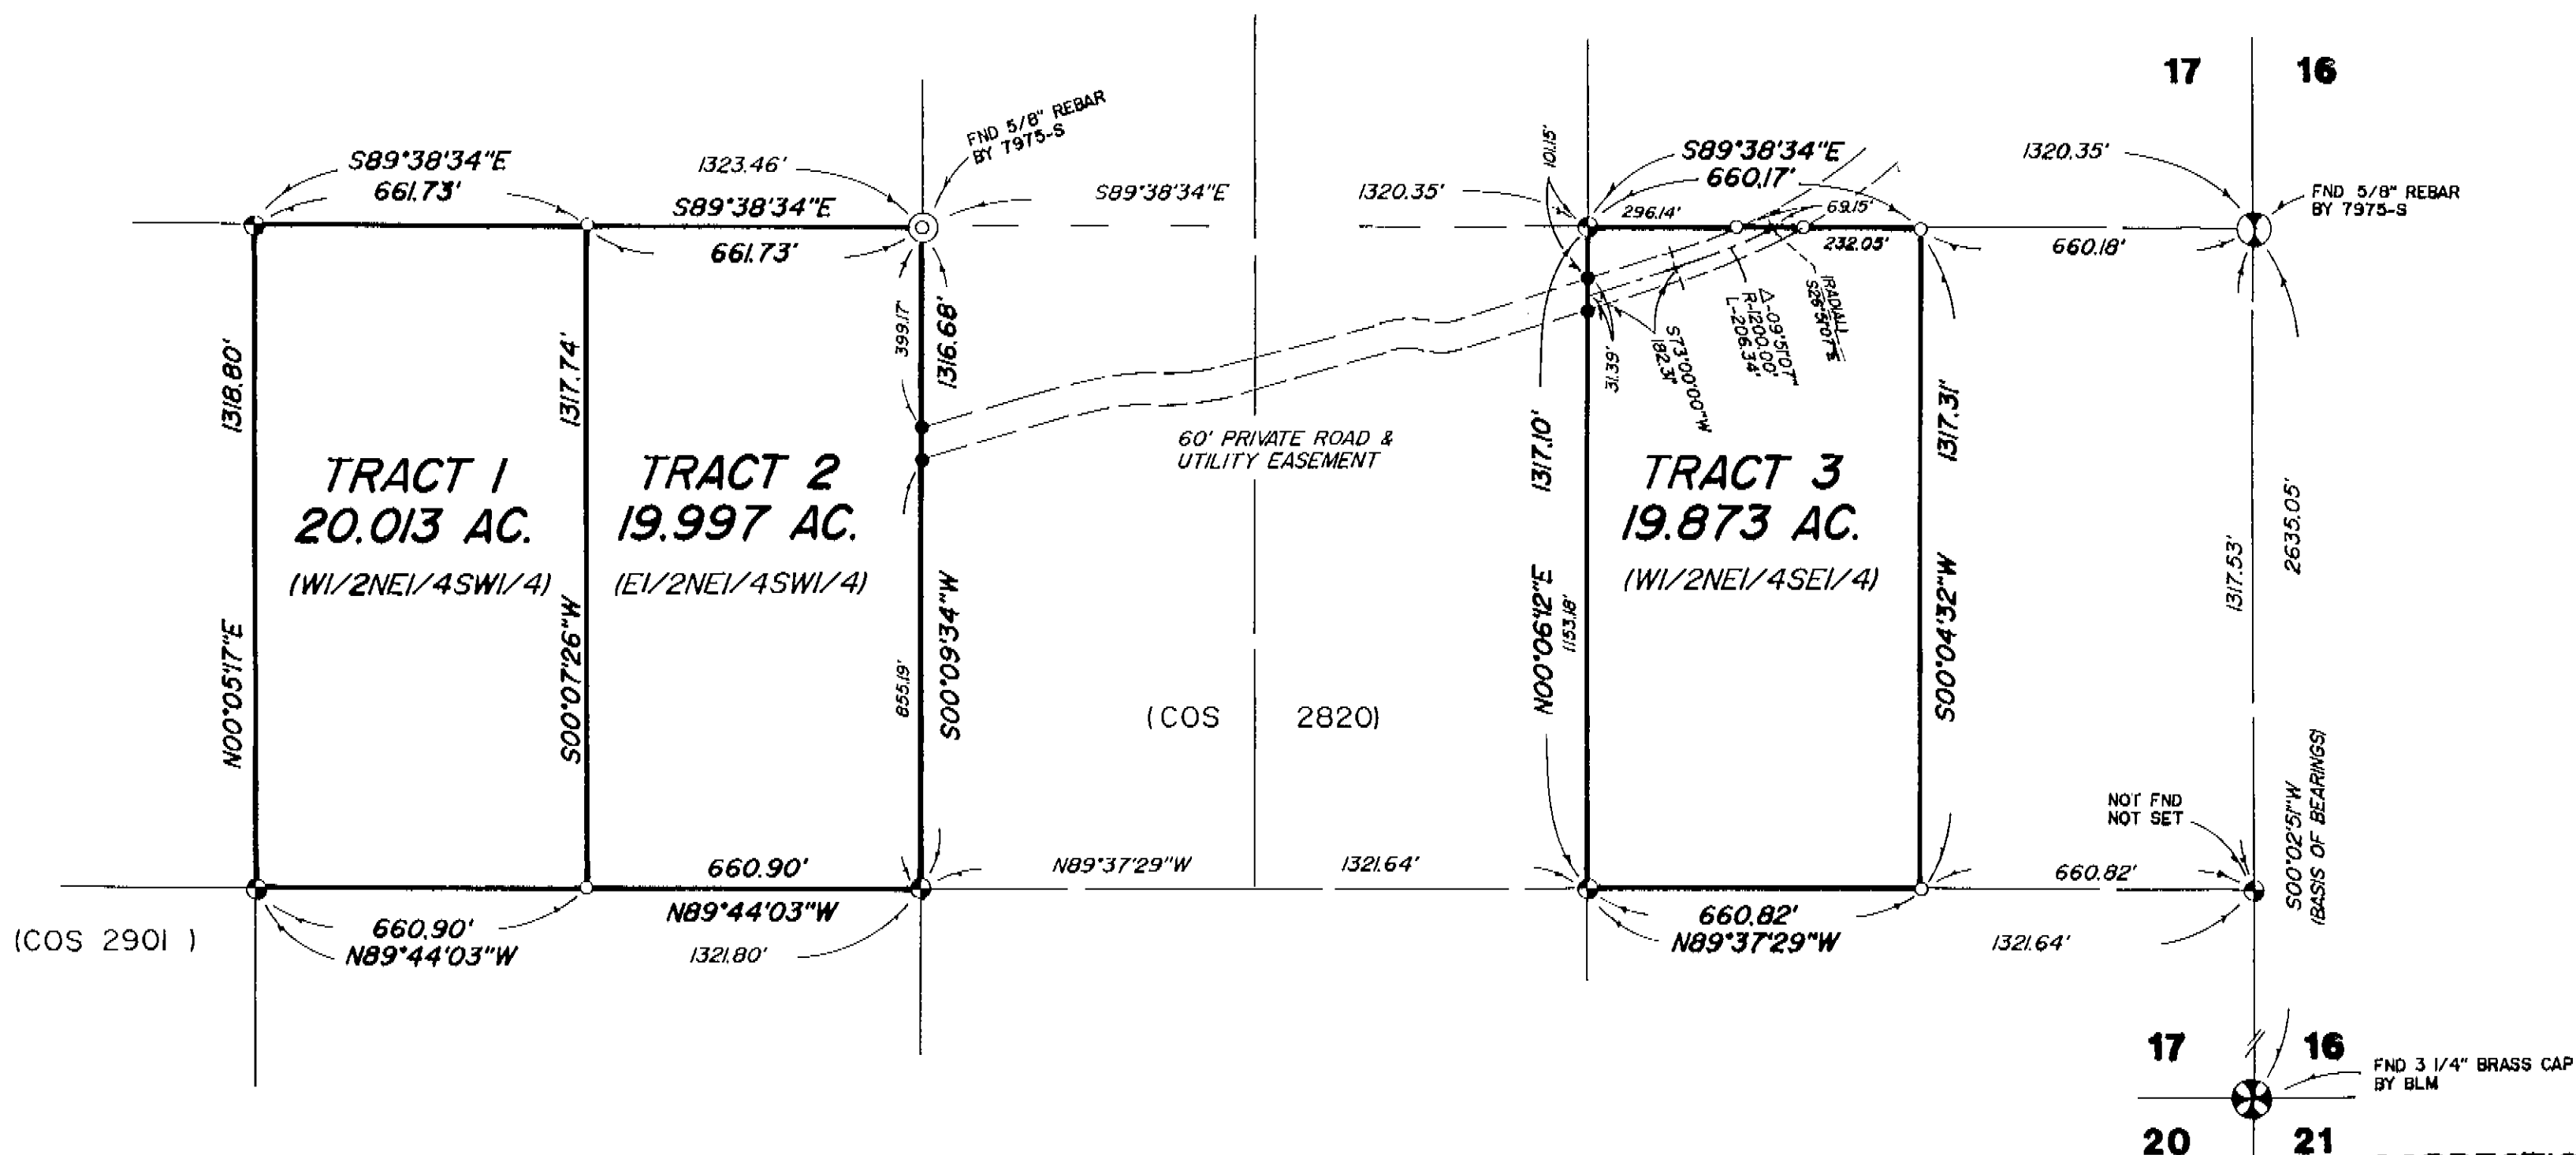 17 16
FND 5/8" REBAR
BY 7975-S
S89°38'34"E
661.73'
1323.46'
S89°38'34"E
661.73'
S89°38'34"E
1320.35'
101.15'
S89°38'34"E
660.17'
296.14'
69.15'
232.05'
1320.35'
660.18'
FND 5/8" REBAR
BY 7975-S
1318.80'
N00°05'17"E
1317.74'
S00°07'26"W
399.17'
1316.68'
855.19'
S00°09'34"W
TRACT 1
20.013 AC.
(W1/2NE1/4SW1/4)
TRACT 2
19.997 AC.
(E1/2NE1/4SW1/4)
60' PRIVATE ROAD &
UTILITY EASEMENT
31.39'
S73°00'00"W
182.31'
Δ-09°51'07"
R-1200.00'
L-206.34'
(RADIAL)
1317.10'
N00°06'12"E
1153.18'
TRACT 3
19.873 AC.
(W1/2NE1/4SE1/4)
1317.31'
S00°04'32"W
1317.53'
2635.05'
S00°02'51"W
(BASIS OF BEARINGS)
(COS 2820)
NOT FND
NOT SET
660.90'
N89°44'03"W
1321.80'
660.90'
N89°44'03"W
N89°37'29"W
1321.64'
660.82'
N89°37'29"W
660.82'
1321.64'
(COS 2901 )
17 16
FND 3 1/4" BRASS CAP
BY BLM
20 21